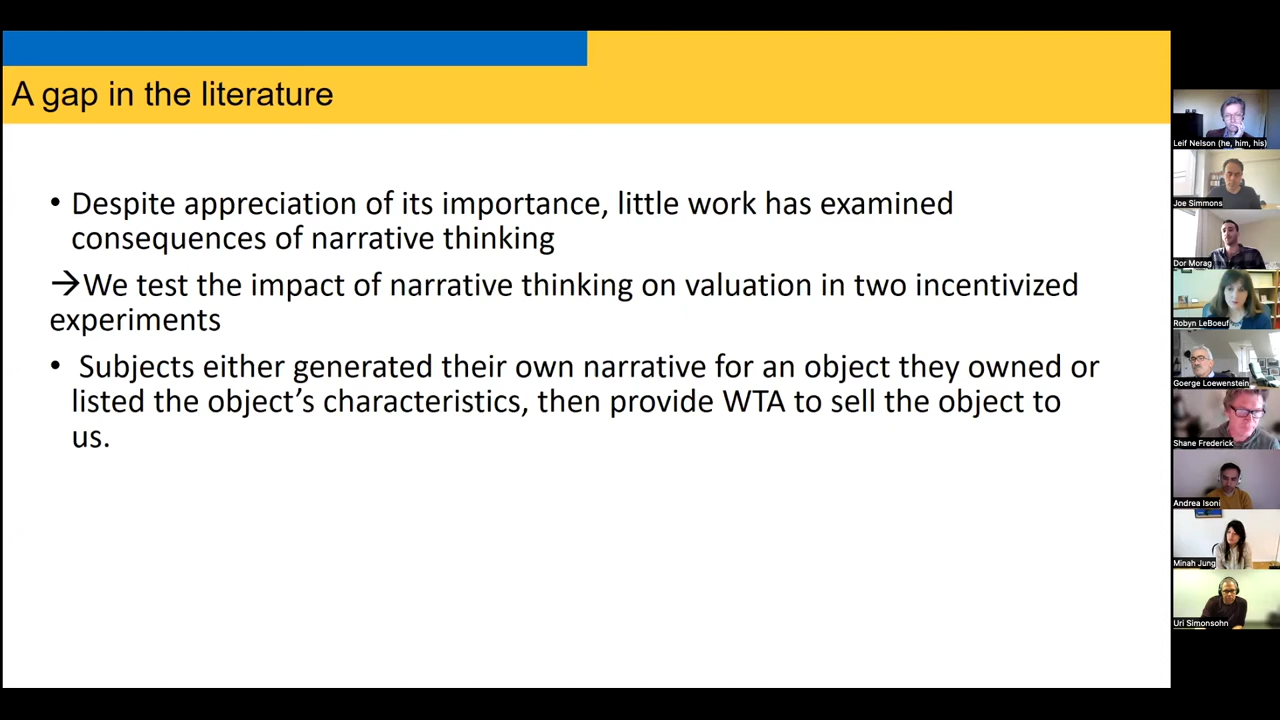 A gap in the literature
• Despite appreciation of its importance, little work has examined
consequences of narrative thinking
→We test the impact of narrative thinking on valuation in two incentivized
experiments
• Subjects either generated their own narrative for an object they owned or
listed the object’s characteristics, then provide WTA to sell the object to
us.
Leif Nelson (he, him, his)
Joe Simmons
Dor Morag
Robyn LeBoeuf
Goerge Loewenstein
Shane Frederick
Andrea Isoni
Minah Jung
Uri Simonsohn